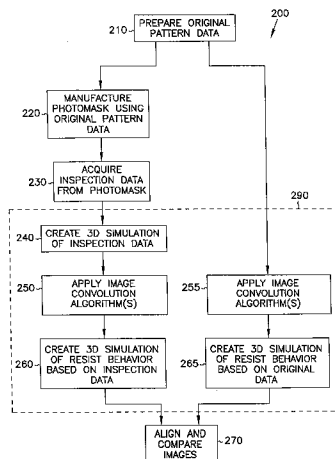 200
210
PREPARE ORIGINAL
PATTERN DATA
220
MANUFACTURE
PHOTOMASK USING
ORIGINAL PATTERN
DATA
230
ACQUIRE
INSPECTION DATA
FROM PHOTOMASK
290
240
CREATE 3D SIMULATION
OF INSPECTION DATA
250
APPLY IMAGE
CONVOLUTION
ALGORITHM(S)
255
APPLY IMAGE
CONVOLUTION
ALGORITHM(S)
260
CREATE 3D SIMULATION
OF RESIST BEHAVIOR
BASED ON INSPECTION
DATA
265
CREATE 3D SIMULATION
OF RESIST BEHAVIOR
BASED ON ORIGINAL
DATA
ALIGN AND
COMPARE
IMAGES
270